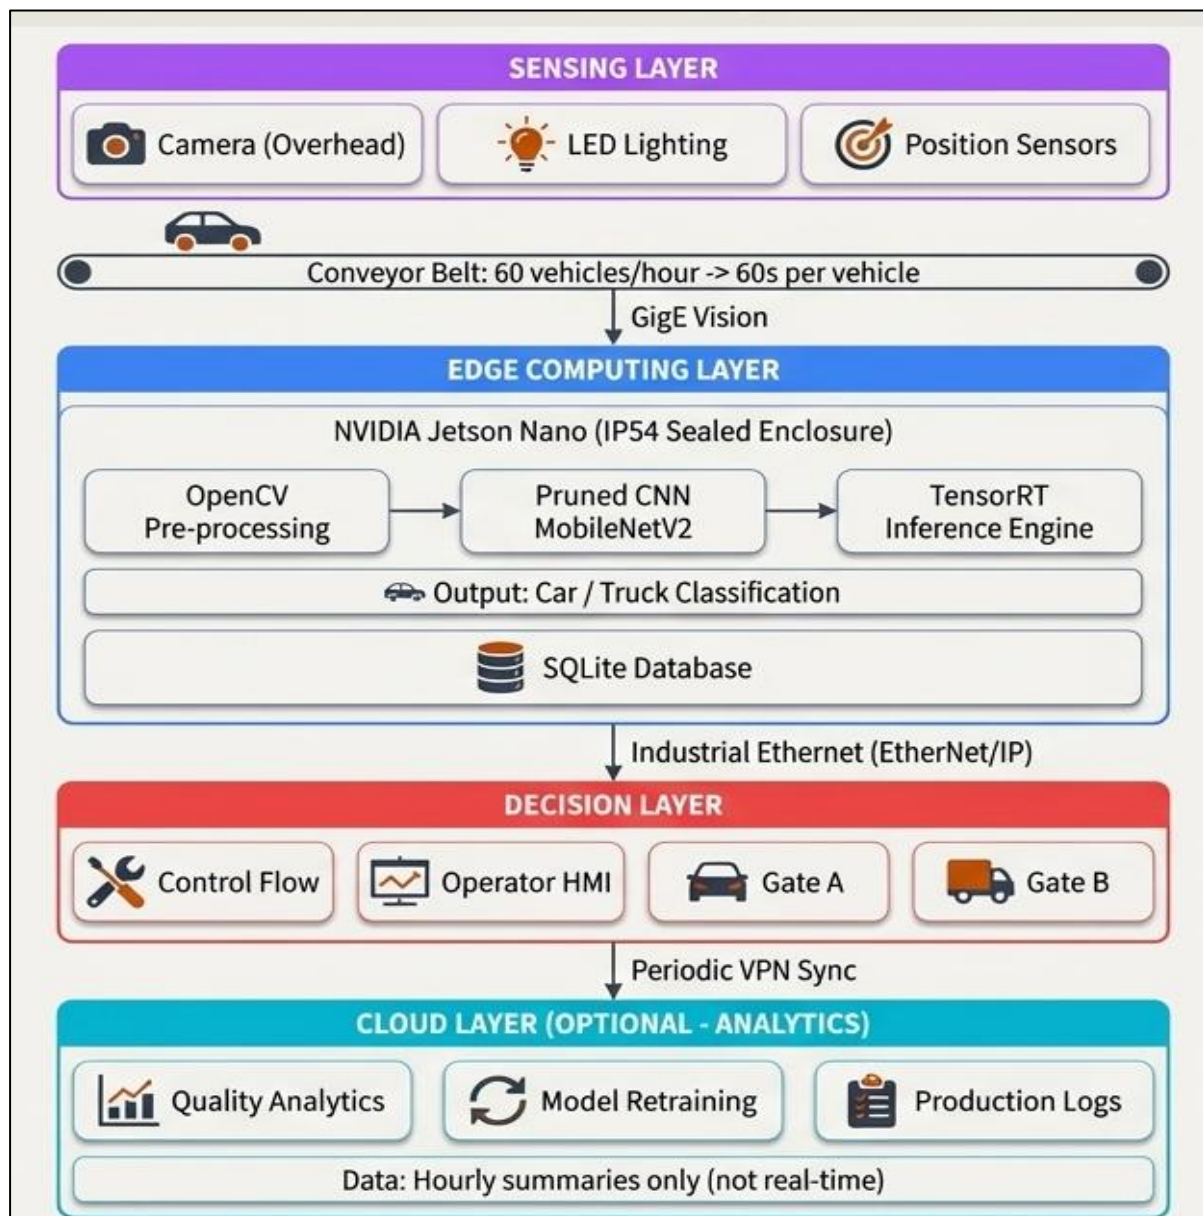 SENSING LAYER
Camera (Overhead)
LED Lighting
Position Sensors
Conveyor Belt: 60 vehicles/hour -> 60s per vehicle
GigE Vision
EDGE COMPUTING LAYER
NVIDIA Jetson Nano (IP54 Sealed Enclosure)
OpenCV
Pre-processing
Pruned CNN
MobileNetV2
TensorRT
Inference Engine
Output: Car / Truck Classification
SQLite Database
Industrial Ethernet (EtherNet/IP)
DECISION LAYER
Control Flow
Operator HMI
Gate A
Gate B
Periodic VPN Sync
CLOUD LAYER (OPTIONAL - ANALYTICS)
Quality Analytics
Model Retraining
Production Logs
Data: Hourly summaries only (not real-time)